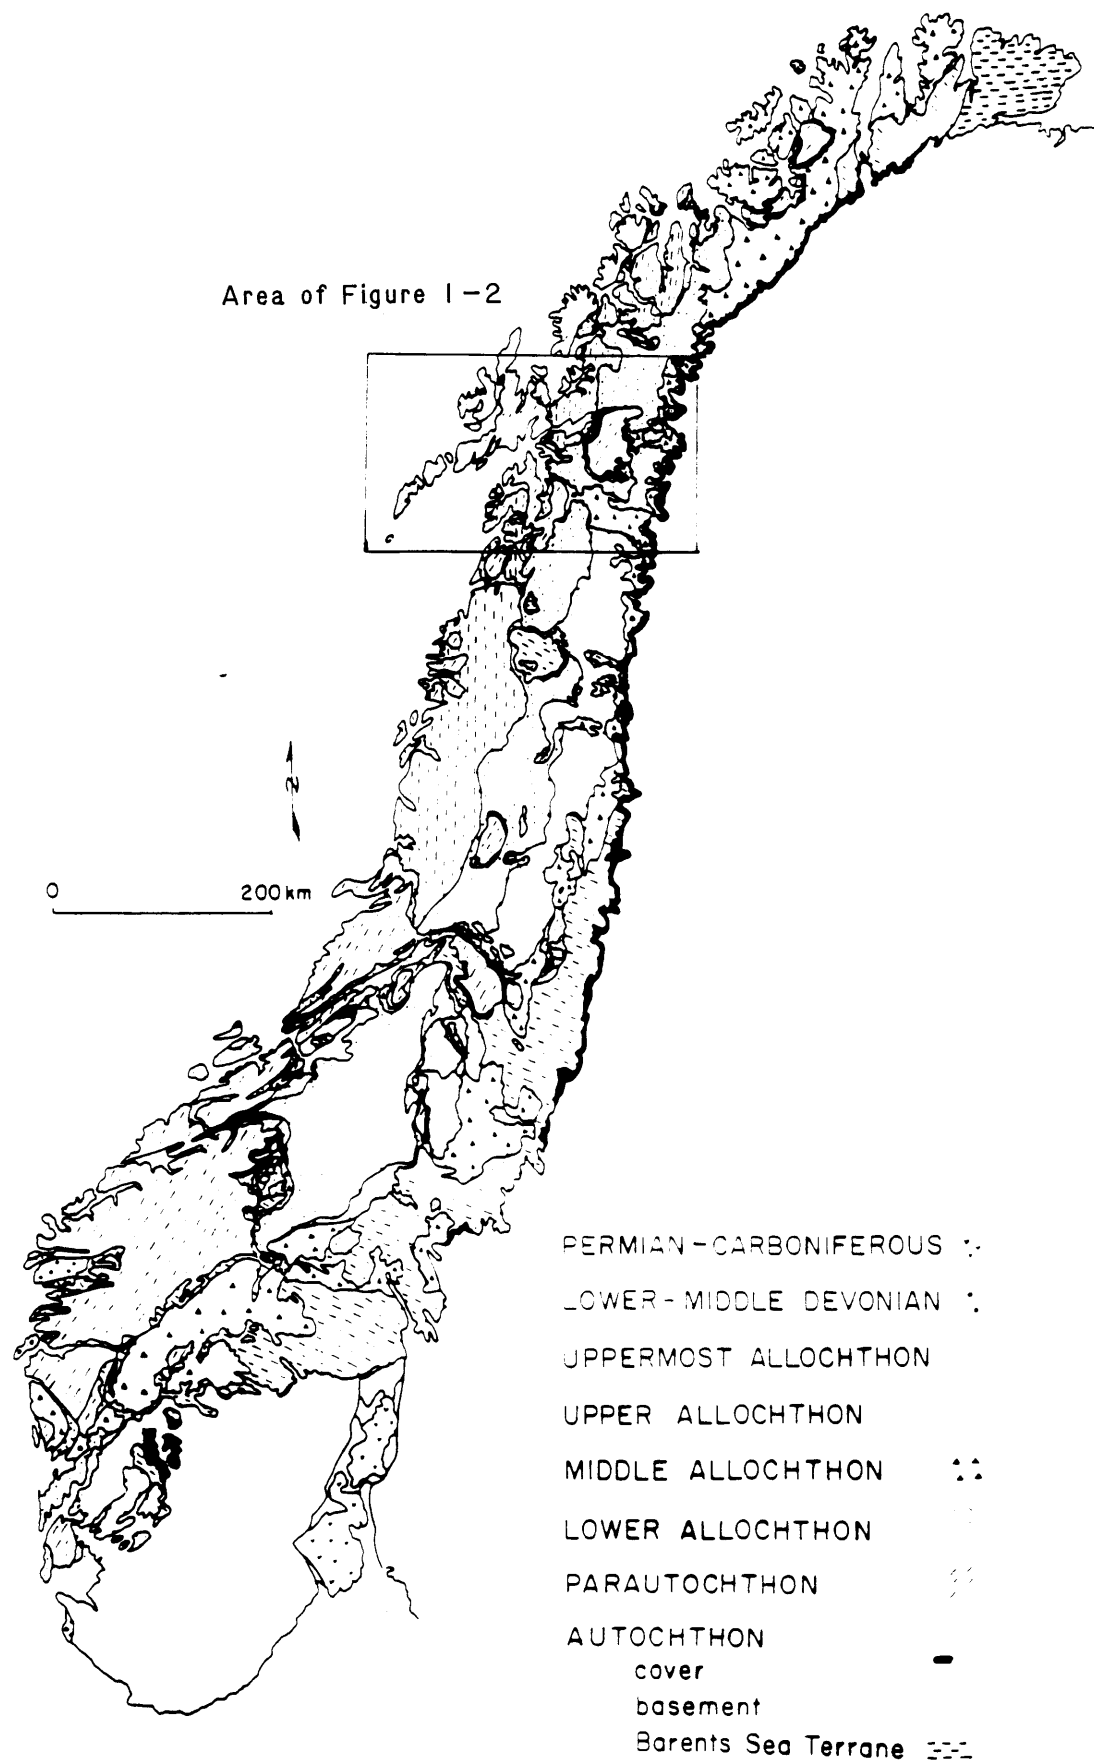 Area of Figure 1-2
N
0 200 km
PERMIAN-CARBONIFEROUS
LOWER-MIDDLE DEVONIAN
UPPERMOST ALLOCHTHON
UPPER ALLOCHTHON
MIDDLE ALLOCHTHON
LOWER ALLOCHTHON
PARAUTOCHTHON
AUTOCHTHON
cover
basement
Barents Sea Terrane